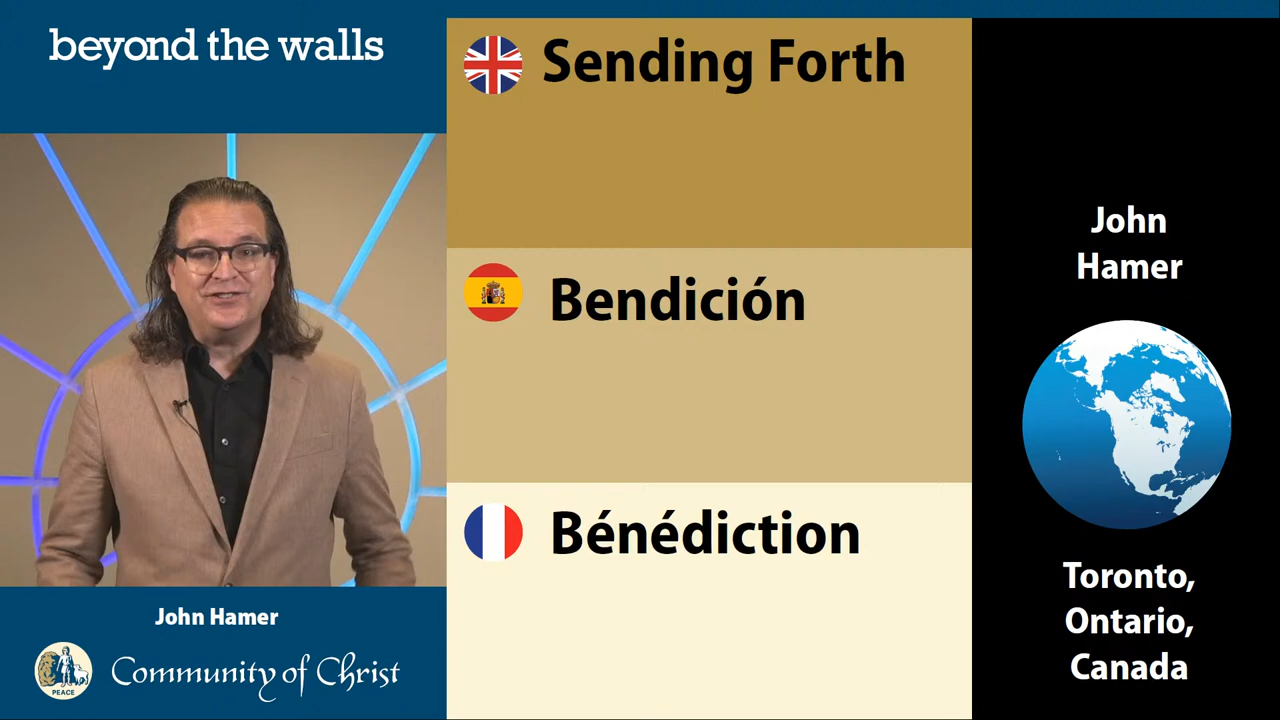 beyond the walls
John Hamer
PEACE
Community of Christ
Sending Forth
Bendición
Bénédiction
John
Hamer
Toronto,
Ontario,
Canada